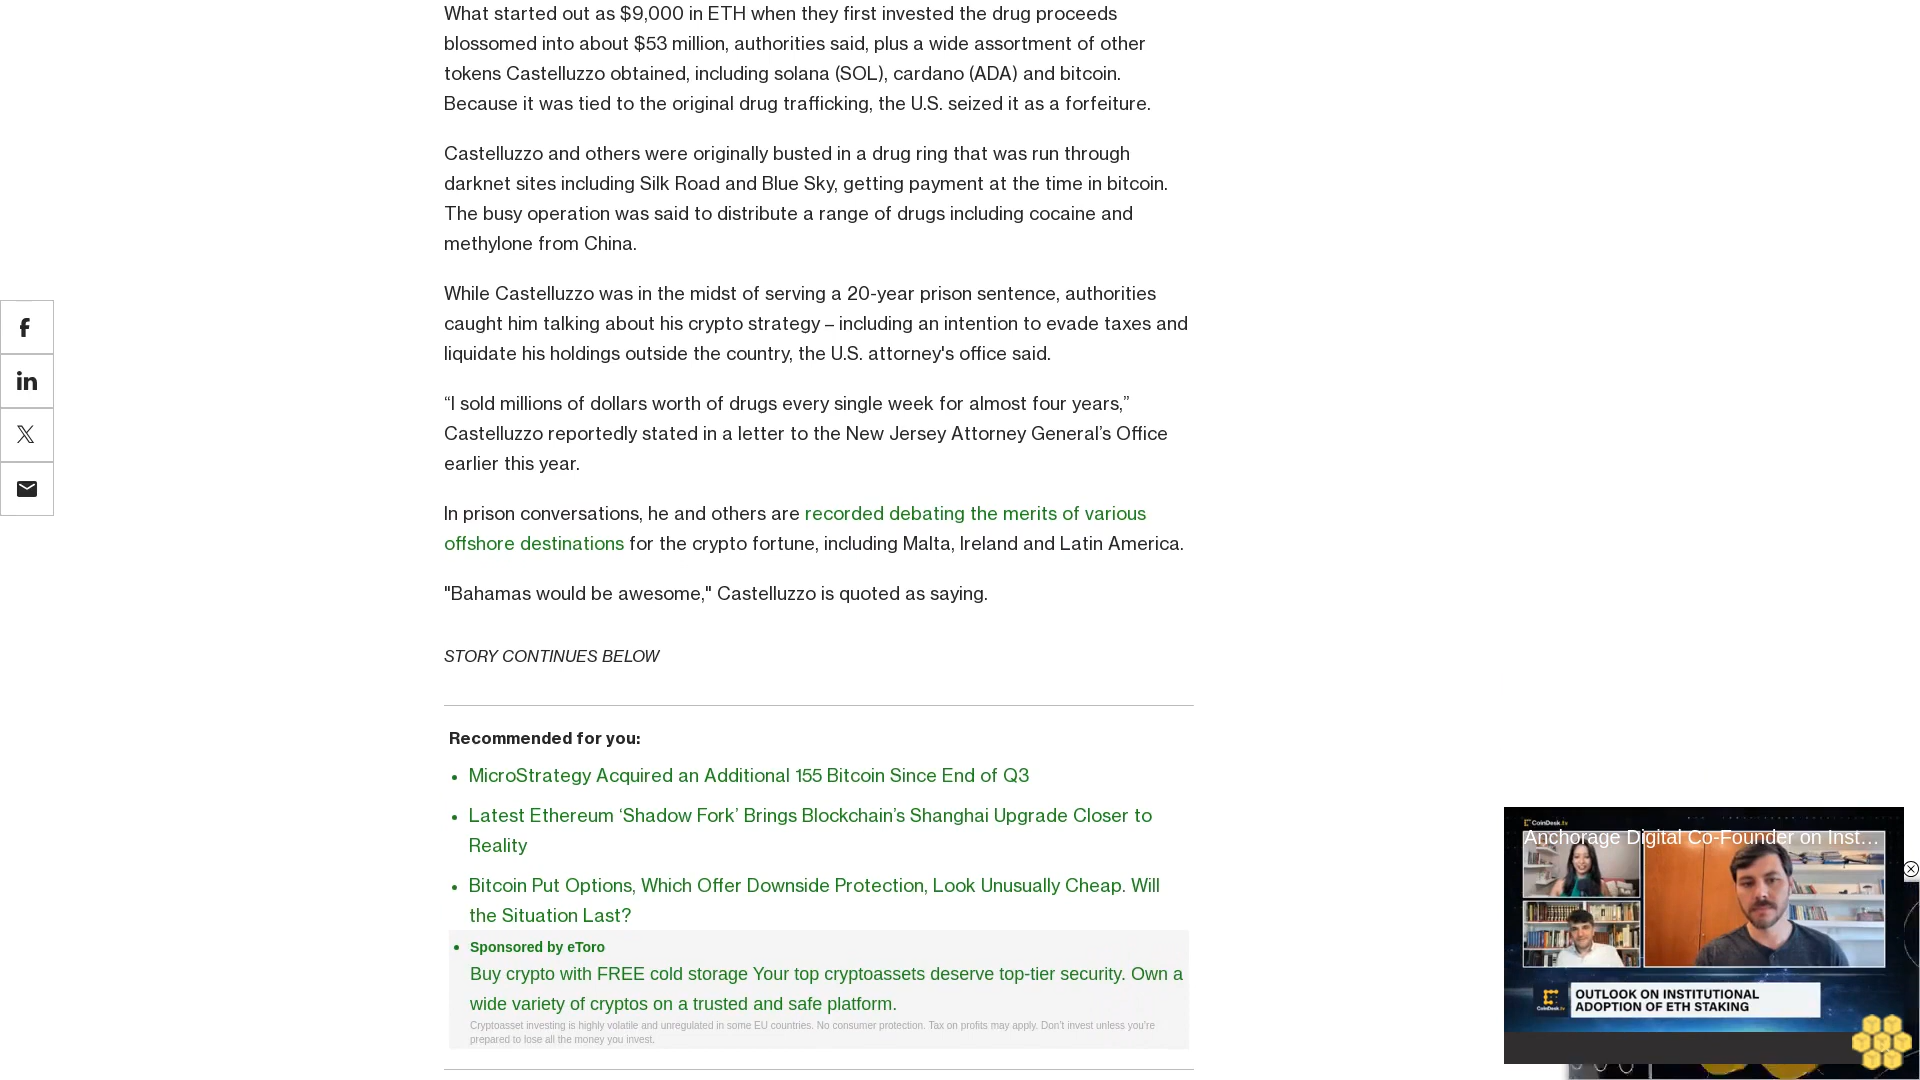 What started out as $9,000 in ETH when they first invested the drug proceeds
blossomed into about $53 million, authorities said, plus a wide assortment of other
tokens Castelluzzo obtained, including solana (SOL), cardano (ADA) and bitcoin.
Because it was tied to the original drug trafficking, the U.S. seized it as a forfeiture.
Castelluzzo and others were originally busted in a drug ring that was run through
darknet sites including Silk Road and Blue Sky, getting payment at the time in bitcoin.
The busy operation was said to distribute a range of drugs including cocaine and
methylone from China.
While Castelluzzo was in the midst of serving a 20-year prison sentence, authorities
caught him talking about his crypto strategy – including an intention to evade taxes and
liquidate his holdings outside the country, the U.S. attorney's office said.
“I sold millions of dollars worth of drugs every single week for almost four years,”
Castelluzzo reportedly stated in a letter to the New Jersey Attorney General’s Office
earlier this year.
In prison conversations, he and others are recorded debating the merits of various
offshore destinations for the crypto fortune, including Malta, Ireland and Latin America.
"Bahamas would be awesome," Castelluzzo is quoted as saying.
STORY CONTINUES BELOW
Recommended for you:
• MicroStrategy Acquired an Additional 155 Bitcoin Since End of Q3
• Latest Ethereum ‘Shadow Fork’ Brings Blockchain’s Shanghai Upgrade Closer to
Reality
• Bitcoin Put Options, Which Offer Downside Protection, Look Unusually Cheap. Will
the Situation Last?
• Sponsored by eToro
Buy crypto with FREE cold storage Your top cryptoassets deserve top-tier security. Own a
wide variety of cryptos on a trusted and safe platform.
Cryptoasset investing is highly volatile and unregulated in some EU countries. No consumer protection. Tax on profits may apply. Don't invest unless you're
prepared to lose all the money you invest.
CoinDesk.tv
Anchorage Digital Co-Founder on Inst…
CoinDesk.tv
OUTLOOK ON INSTITUTIONAL
ADOPTION OF ETH STAKING